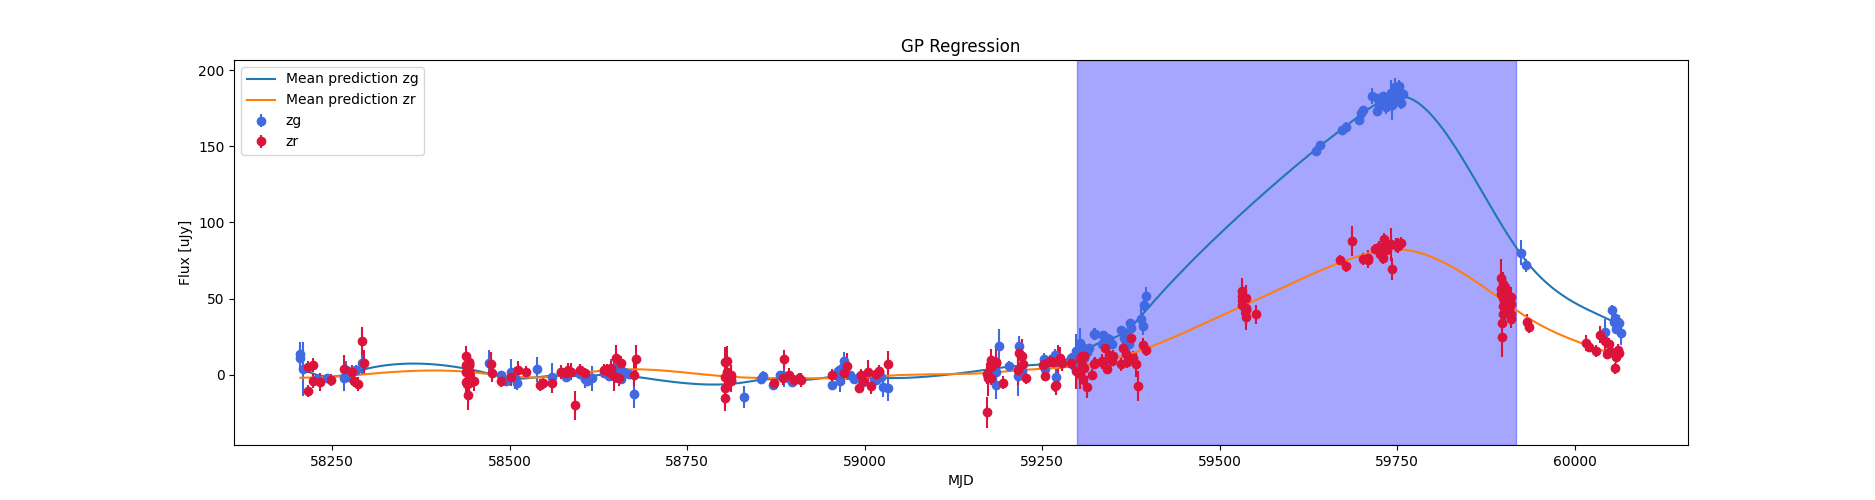 GP Regression
Mean prediction zg
Mean prediction zr
zg
zr
Flux [uJy]
200
150
100
50
0
58250 58500 58750 59000 59250 59500 59750 60000
MJD